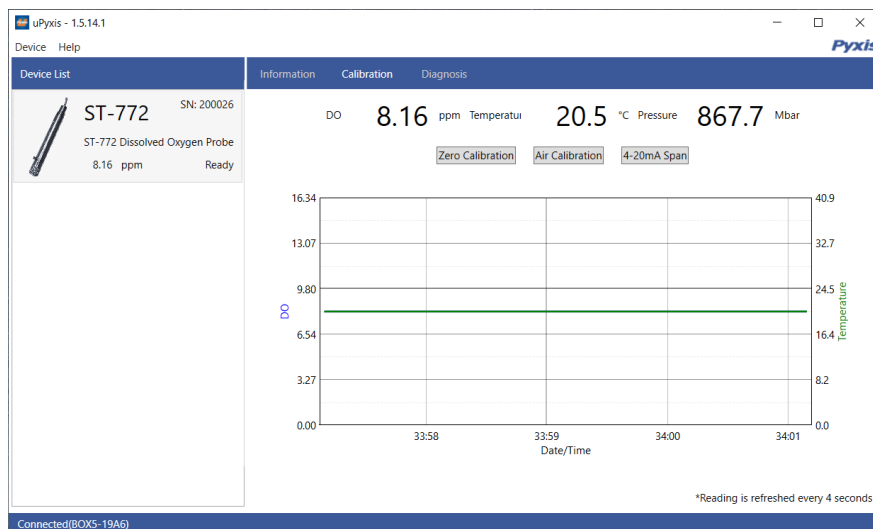 uPyxis - 1.5.14.1
Device Help
Pyxis
Device List
Information Calibration Diagnosis
ST-772 SN: 200026
ST-772 Dissolved Oxygen Probe
8.16 ppm Ready
DO 8.16 ppm Temperatur 20.5 °C Pressure 867.7 Mbar
Zero Calibration Air Calibration 4-20mA Span
16.34 40.9
13.07 32.7
9.80 24.5
DO
Temperature
6.54 16.4
3.27 8.2
0.00 0.0
33:58 33:59 34:00 34:01
Date/Time
*Reading is refreshed every 4 seconds
Connected(BOX5-19A6)